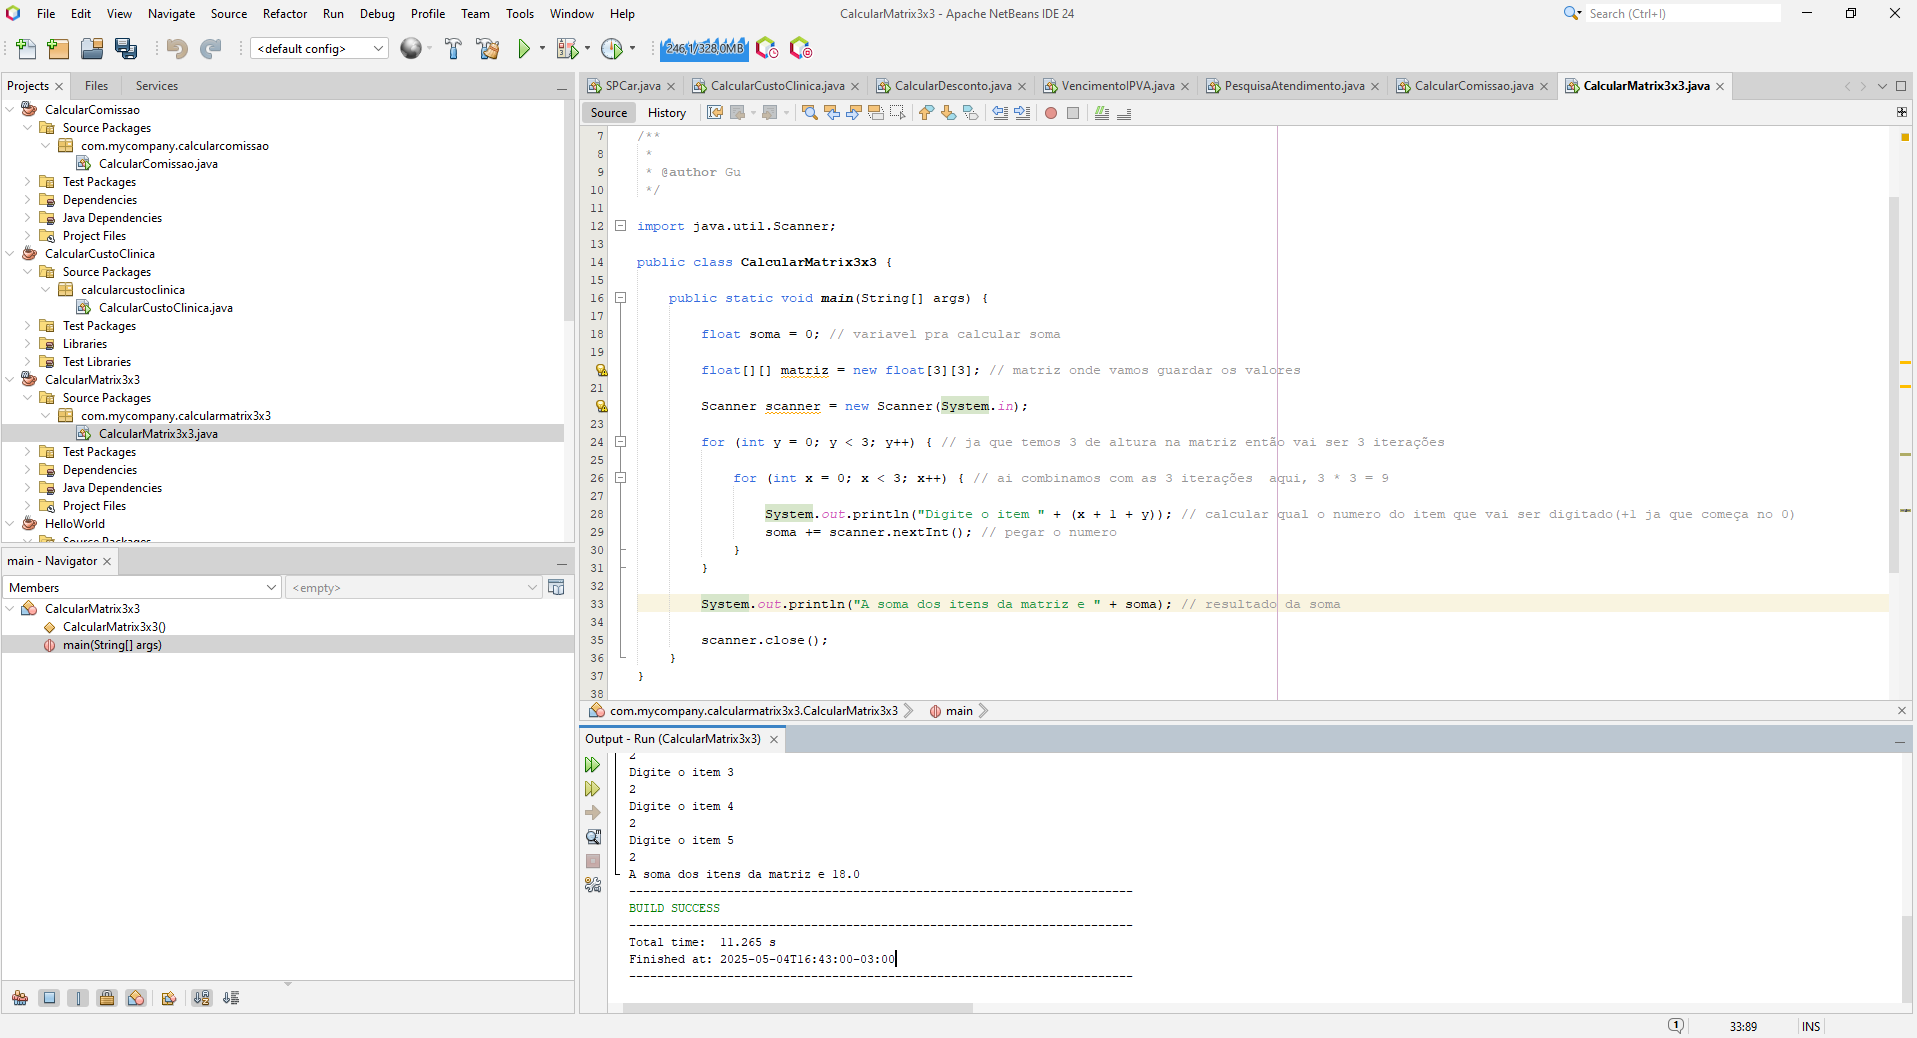 File Edit View Navigate Source Refactor Run Debug Profile Team Tools Window Help
CalcularMatrix3x3 - Apache NetBeans IDE 24
Search (Ctrl+I)
<default config>
246,1/328,0MB
Projects Files Services
CalcularComissao
Source Packages
com.mycompany.calcularcomissao
CalcularComissao.java
Test Packages
Dependencies
Java Dependencies
Project Files
CalcularCustoClinica
Source Packages
calcularcustoclinica
CalcularCustoClinica.java
Test Packages
Libraries
Test Libraries
CalcularMatrix3x3
Source Packages
com.mycompany.calcularmatrix3x3
CalcularMatrix3x3.java
Test Packages
Dependencies
Java Dependencies
Project Files
HelloWorld
Source Packages
main - Navigator
Members
<empty>
CalcularMatrix3x3
CalcularMatrix3x3()
main(String[] args)
SPCar.java CalcularCustoClinica.java CalcularDesconto.java VencimentoIPVA.java PesquisaAtendimento.java CalcularComissao.java CalcularMatrix3x3.java
Source History
7 /**
8 *
9 * @author Gu
10 */
11
12 import java.util.Scanner;
13
14 public class CalcularMatrix3x3 {
15
16 public static void main(String[] args) {
17
18 float soma = 0; // variavel pra calcular soma
19
float[][] matriz = new float[3][3]; // matriz onde vamos guardar os valores
21
Scanner scanner = new Scanner(System.in);
23
24 for (int y = 0; y < 3; y++) { // ja que temos 3 de altura na matriz então vai ser 3 iterações
25
26 for (int x = 0; x < 3; x++) { // ai combinamos com as 3 iterações  aqui, 3 * 3 = 9
27
28 System.out.println("Digite o item " + (x + 1 + y)); // calcular qual o numero do item que vai ser digitado(+1 ja que começa no 0)
29 soma += scanner.nextInt(); // pegar o numero
30 }
31 }
32
33 System.out.println("A soma dos itens da matriz e " + soma); // resultado da soma
34
35 scanner.close();
36 }
37 }
38
com.mycompany.calcularmatrix3x3.CalcularMatrix3x3 main
Output - Run (CalcularMatrix3x3)
2
Digite o item 3
2
Digite o item 4
2
Digite o item 5
2
A soma dos itens da matriz e 18.0
------------------------------------------------------------------------
BUILD SUCCESS
------------------------------------------------------------------------
Total time:  11.265 s
Finished at: 2025-05-04T16:43:00-03:00
------------------------------------------------------------------------
1
33:89
INS